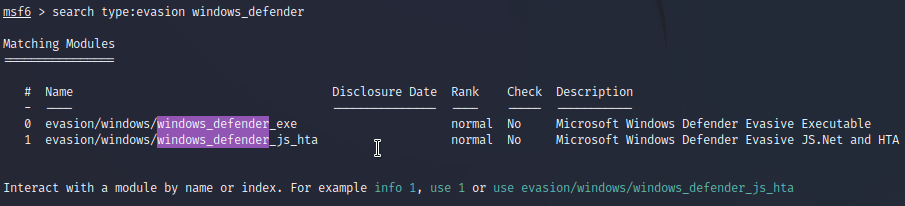 msf6 > search type:evasion windows_defender
Matching Modules
================
# Name Disclosure Date Rank Check Description
- ---- --------------- ---- ----- -----------
0 evasion/windows/windows_defender_exe normal No Microsoft Windows Defender Evasive Executable
1 evasion/windows/windows_defender_js_hta normal No Microsoft Windows Defender Evasive JS.Net and HTA
Interact with a module by name or index. For example info 1, use 1 or use evasion/windows/windows_defender_js_hta